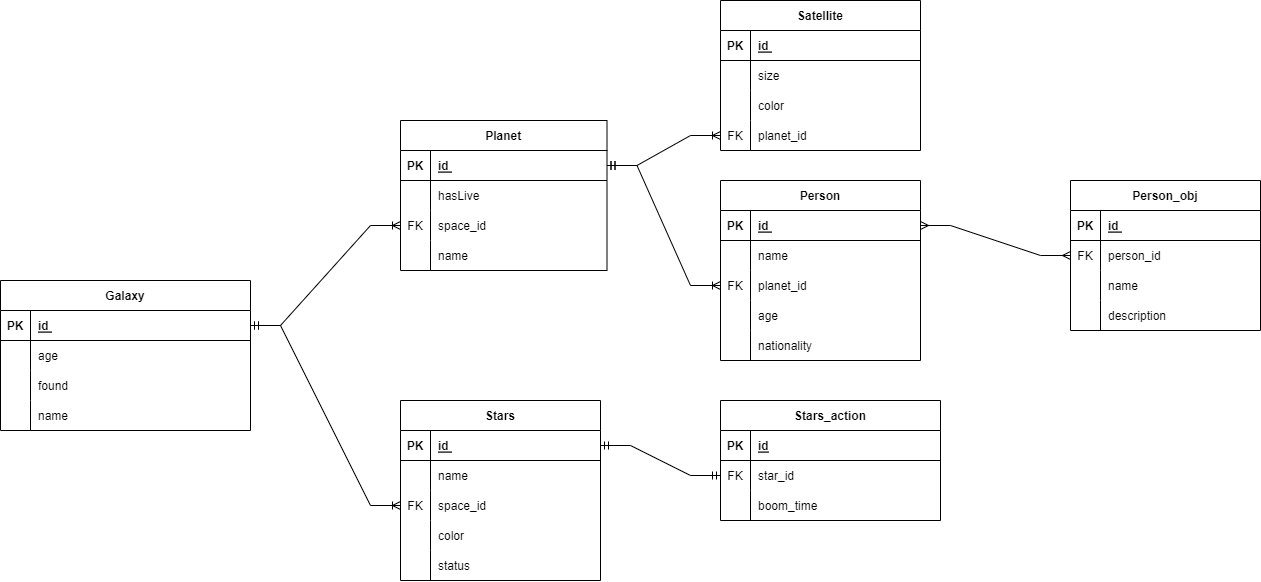 Galaxy
PK id
age
found
name
Planet
PK id
hasLive
FK space_id
name
Stars
PK id
name
FK space_id
color
status
Satellite
PK id
size
color
FK planet_id
Person
PK id
name
FK planet_id
age
nationality
Stars_action
PK id
FK star_id
boom_time
Person_obj
PK id
FK person_id
name
description